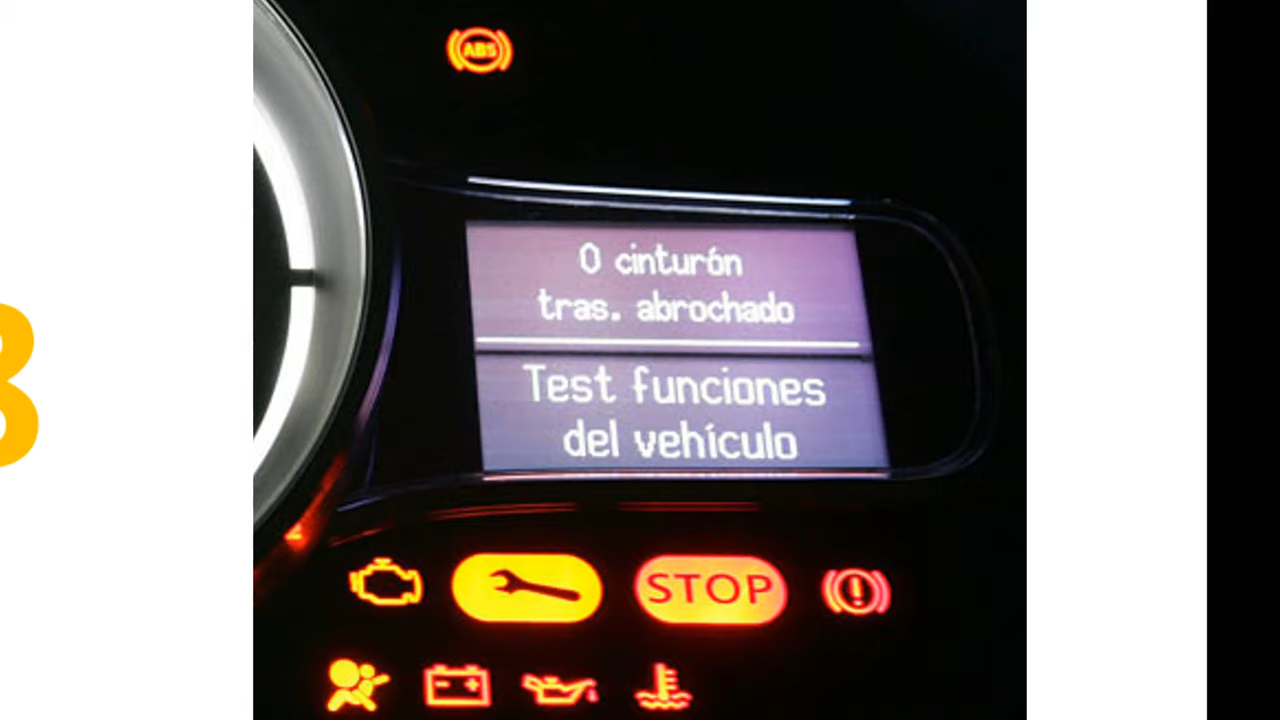 ABS
0 cinturón
tras. abrochado
Test funciones
del vehículo
STOP